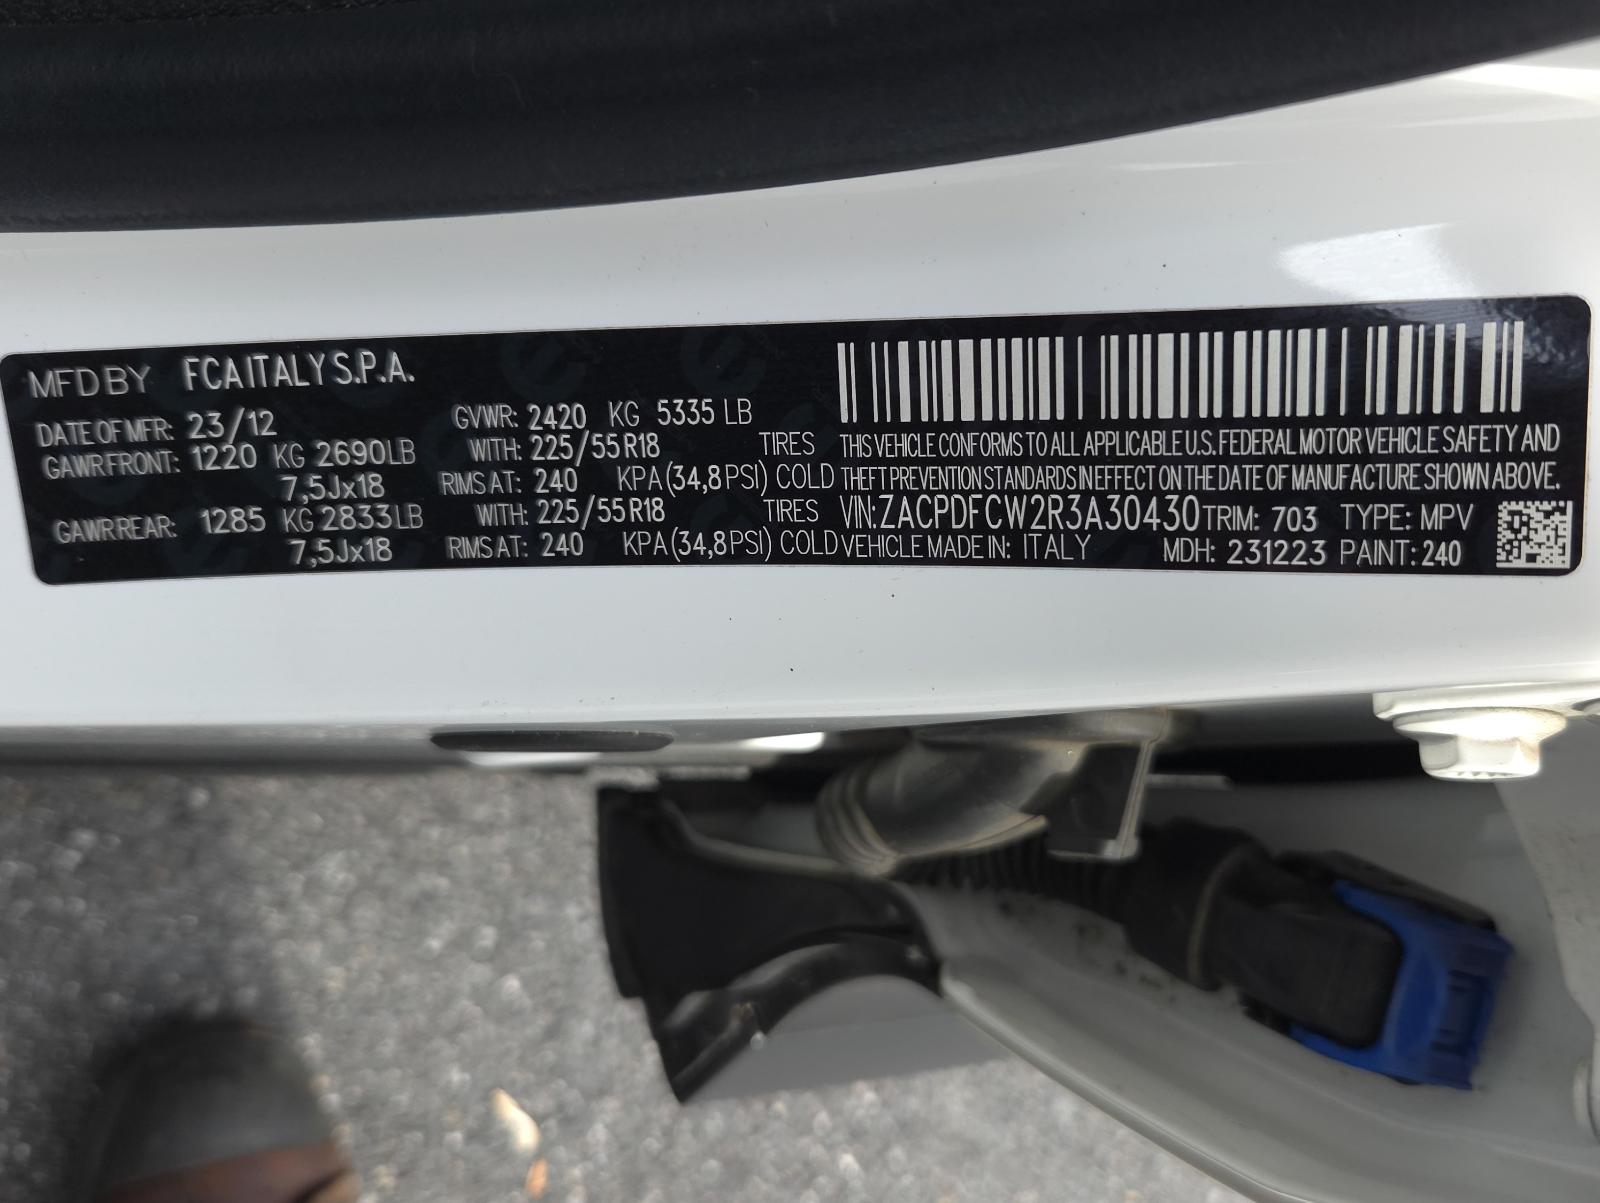 MFD BY FCA ITALY S.P.A.
DATE OF MFR: 23/12 GVWR: 2420 KG 5335 LB
GAWR FRONT: 1220 KG 2690 LB WITH: 225/55 R18 TIRES
7,5Jx18 RIMS AT: 240 KPA (34,8 PSI) COLD
GAWR REAR: 1285 KG 2833 LB WITH: 225/55 R18 TIRES
7,5Jx18 RIMS AT: 240 KPA (34,8 PSI) COLD
THIS VEHICLE CONFORMS TO ALL APPLICABLE U.S. FEDERAL MOTOR VEHICLE SAFETY AND
THEFT PREVENTION STANDARDS IN EFFECT ON THE DATE OF MANUFACTURE SHOWN ABOVE.
VIN: ZACPDFCW2R3A30430 TRIM: 703 TYPE: MPV
VEHICLE MADE IN: ITALY MDH: 231223 PAINT: 240